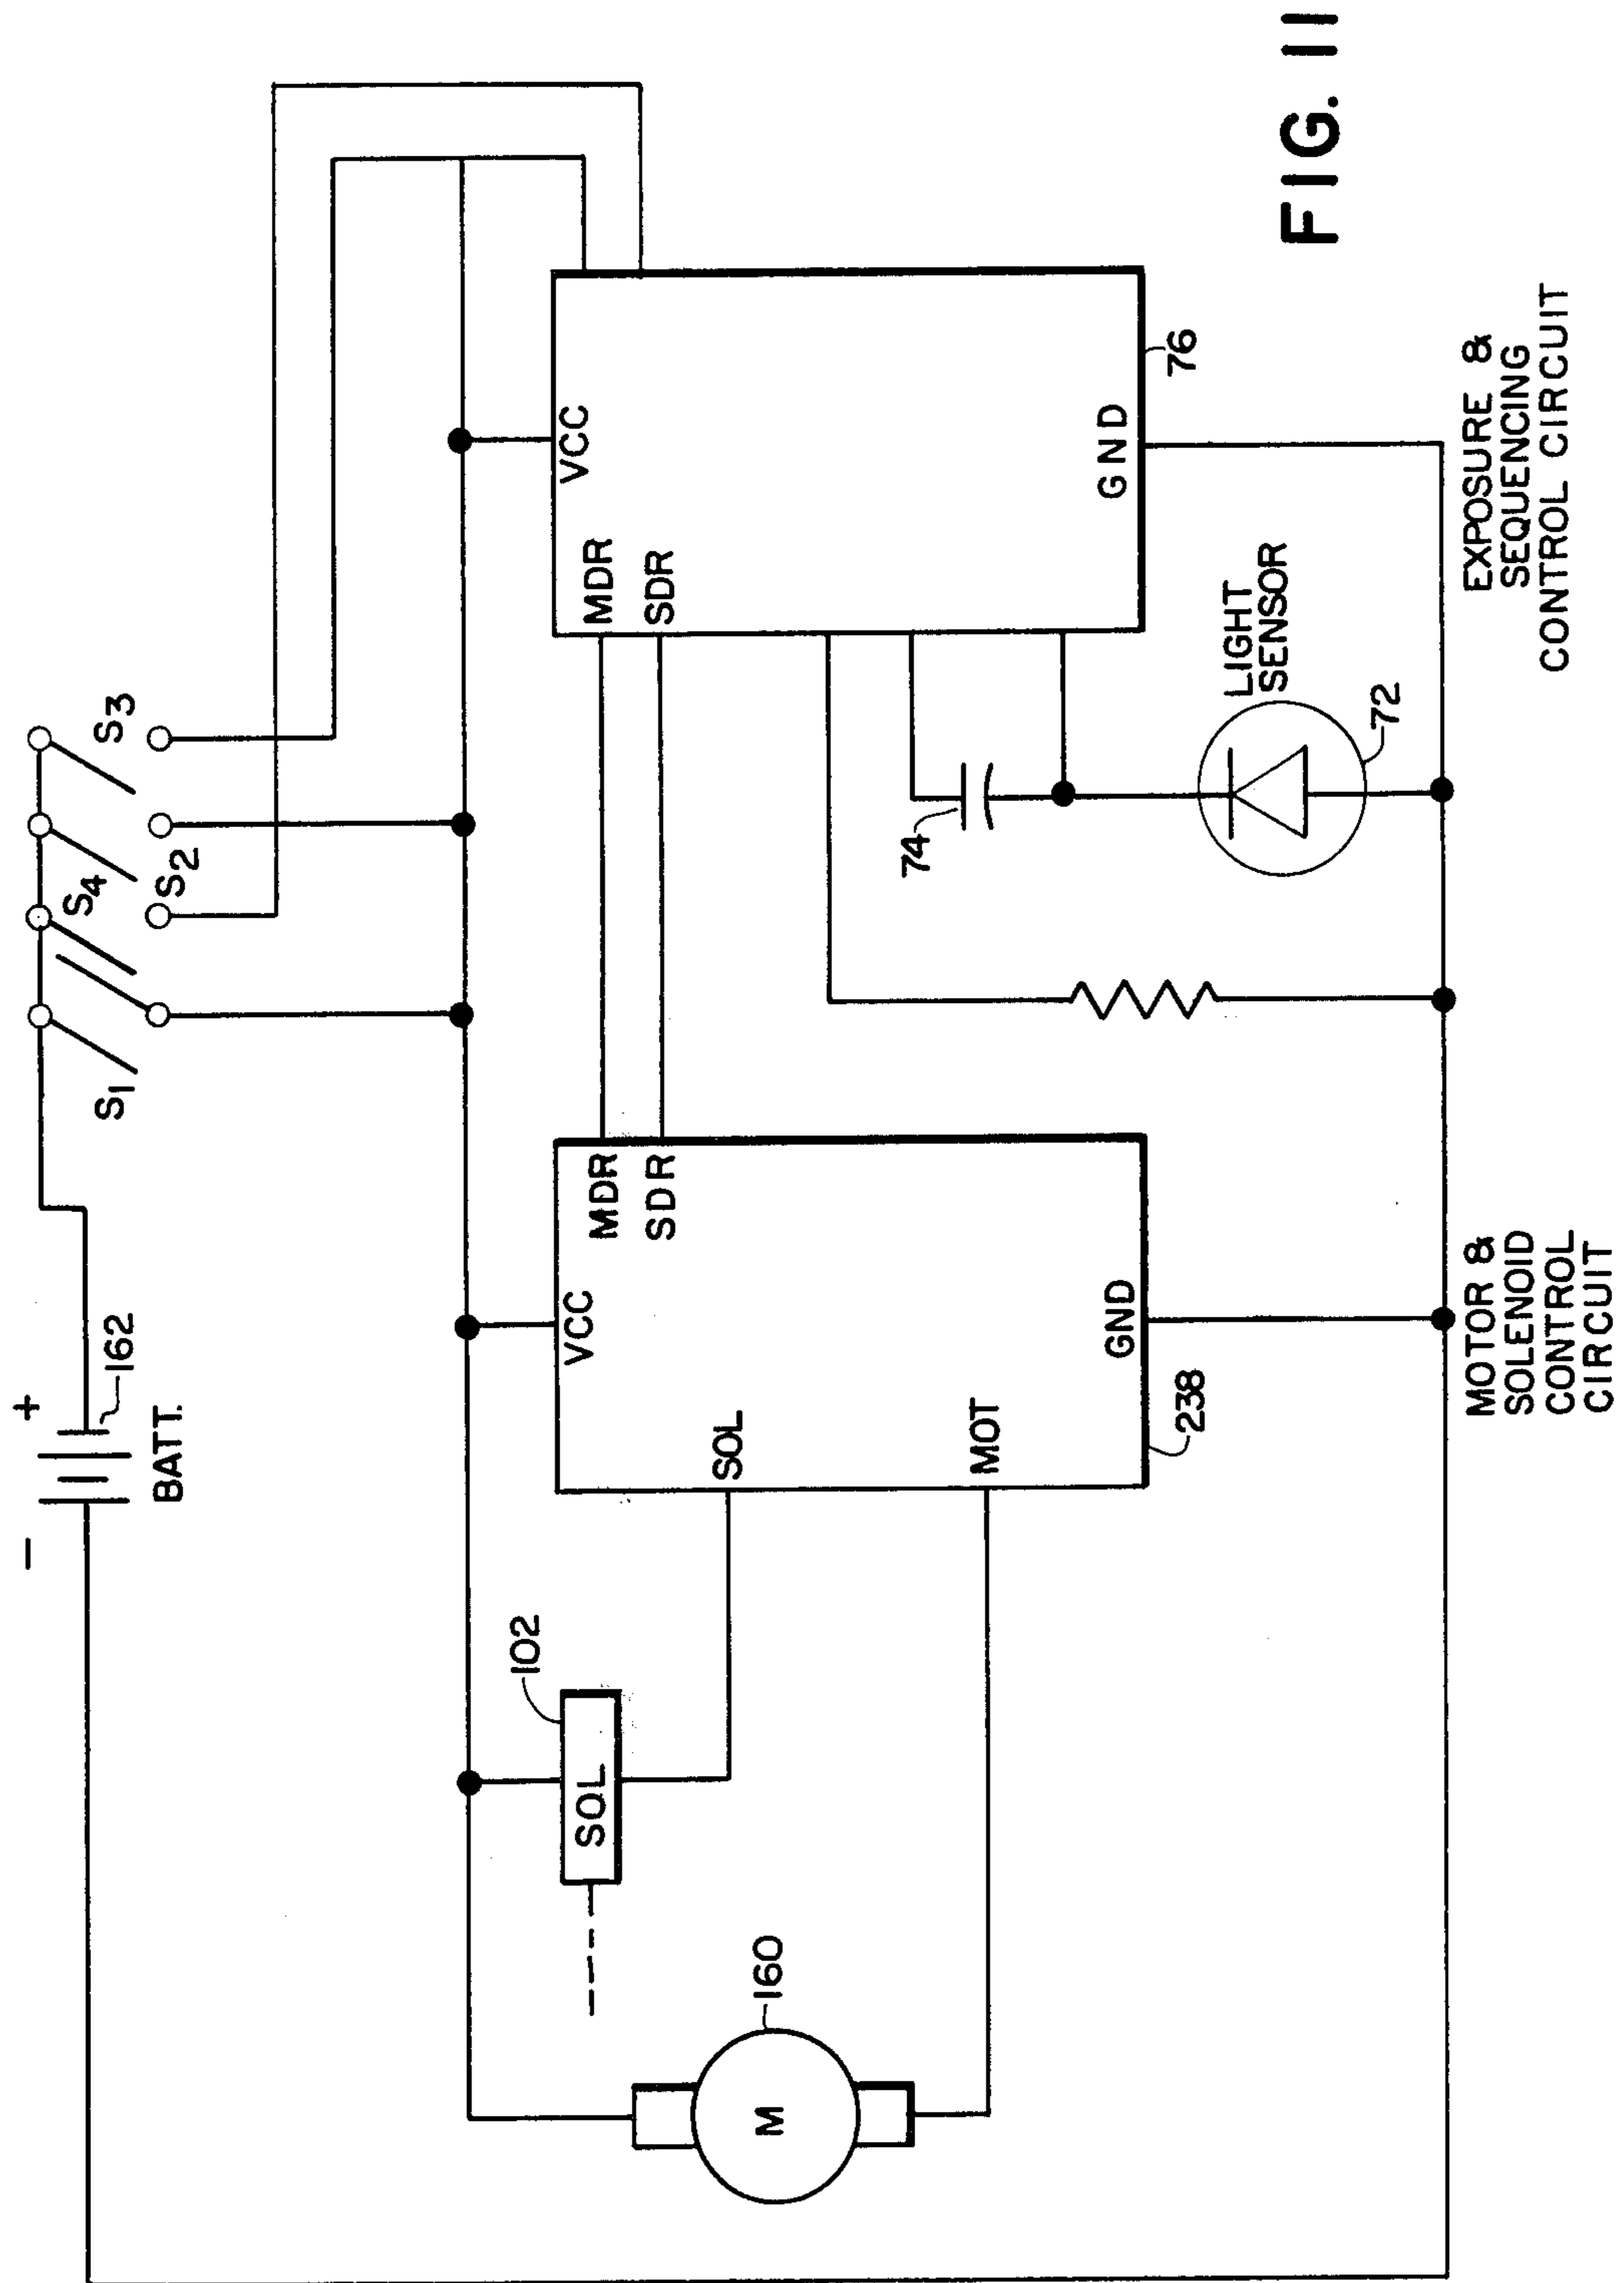 − +
162
BATT.
S1
S4
S2
S3
102
SOL
160
M
VCC
MDR
SDR
SOL
MOT
GND
238
MOTOR &
SOLENOID
CONTROL
CIRCUIT
VCC
MDR
SDR
GND
76
74
LIGHT
SENSOR
72
EXPOSURE &
SEQUENCING
CONTROL CIRCUIT
FIG. 11